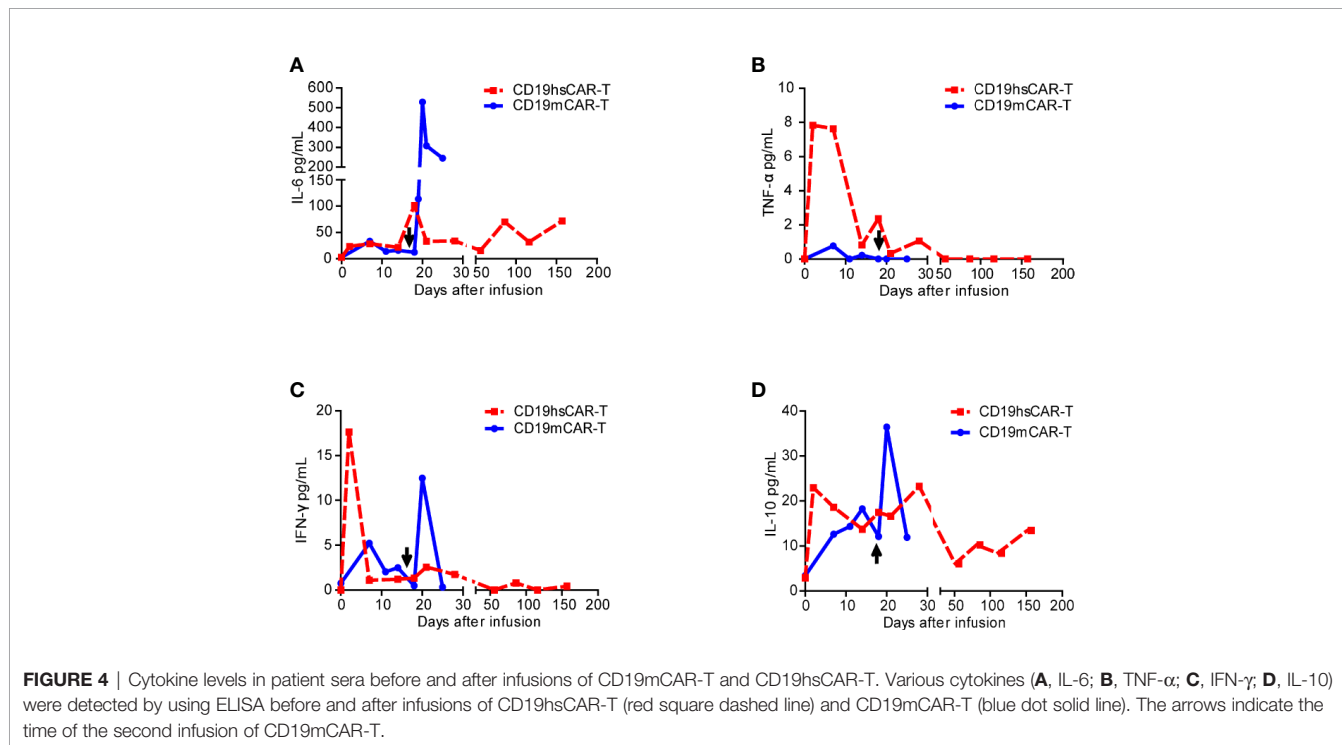 A
CD19hsCAR-T
CD19mCAR-T
600
500
400
300
200
150
100
50
0
IL-6 pg/mL
0 10 20 30 50 100 150 200
Days after infusion
B
CD19hsCAR-T
CD19mCAR-T
10
8
6
4
2
0
TNF-α pg/mL
0 10 20 30 50 100 150 200
Days after infusion
C
CD19hsCAR-T
CD19mCAR-T
20
15
10
5
0
IFN-γ pg/mL
0 10 20 30 50 100 150 200
Days after infusion
D
CD19hsCAR-T
CD19mCAR-T
40
30
20
10
0
IL-10 pg/mL
0 10 20 30 50 100 150 200
Days after infusion
FIGURE 4 | Cytokine levels in patient sera before and after infusions of CD19mCAR-T and CD19hsCAR-T. Various cytokines (A, IL-6; B, TNF-α; C, IFN-γ; D, IL-10)
were detected by using ELISA before and after infusions of CD19hsCAR-T (red square dashed line) and CD19mCAR-T (blue dot solid line). The arrows indicate the
time of the second infusion of CD19mCAR-T.